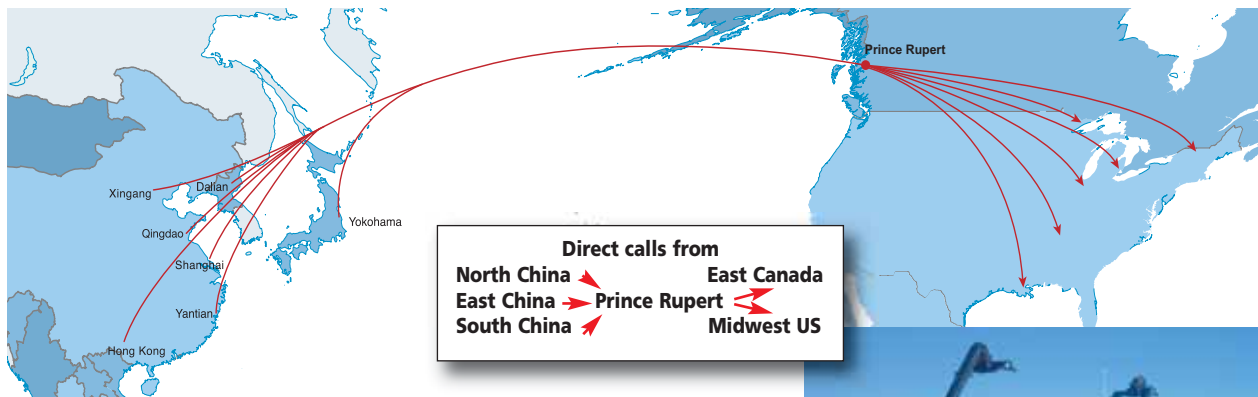 Prince Rupert
Xingang
Dalian
Qingdao
Yokohama
Shanghai
Yantian
Hong Kong
Direct calls from
North China
East Canada
East China
Prince Rupert
South China
Midwest US